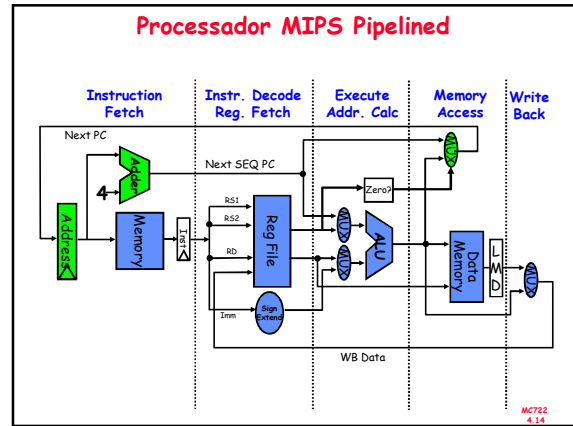 Processador MIPS Pipelined
Instruction
Fetch
Instr. Decode
Reg. Fetch
Execute
Addr. Calc
Memory
Access
Write
Back
Next PC
Next SEQ PC
Adder
4
Address
Memory
Inst
RS1
RS2
RD
Imm
Reg File
Sign
Extend
MUX
MUX
Zero?
ALU
MUX
Data
Memory
L
M
D
MUX
WB Data
MC722
4.14